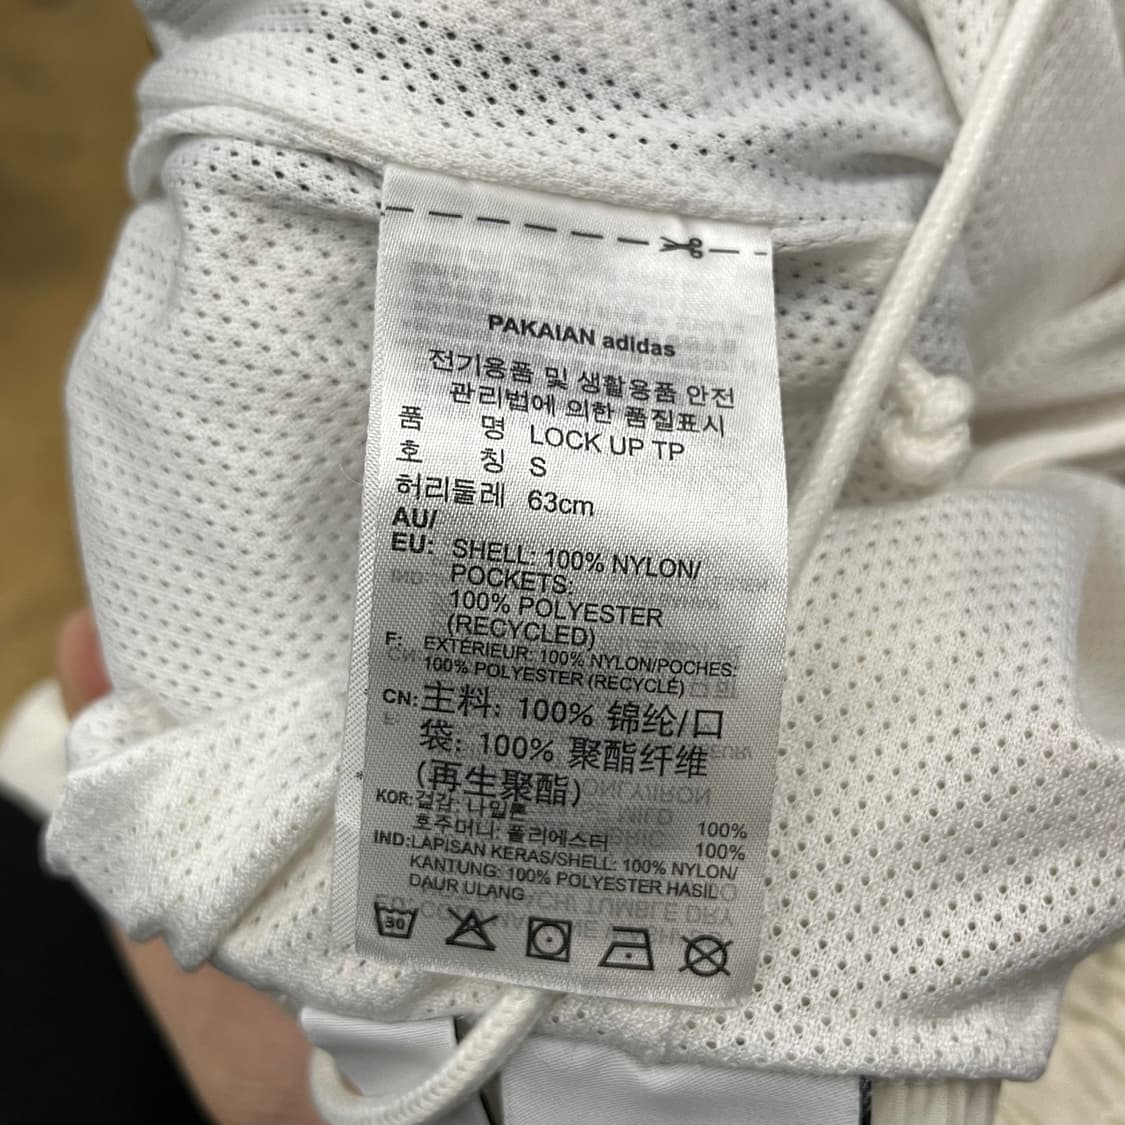 PAKAIAN adidas
전기용품 및 생활용품 안전
관리법에 의한 품질표시
품 명 LOCK UP TP
호 칭 S
허리둘레 63cm
AU/
EU: SHELL: 100% NYLON/
POCKETS:
100% POLYESTER
(RECYCLED)
F: EXTÉRIEUR: 100% NYLON/POCHES:
100% POLYESTER (RECYCLÉ)
CN: 主料: 100% 锦纶/口
袋: 100% 聚酯纤维
(再生聚酯)
KOR: 겉감: 나일론 100%
호주머니: 폴리에스터 100%
IND: LAPISAN KERAS/SHELL: 100% NYLON/
KANTUNG: 100% POLYESTER HASIL
DAUR ULANG
30